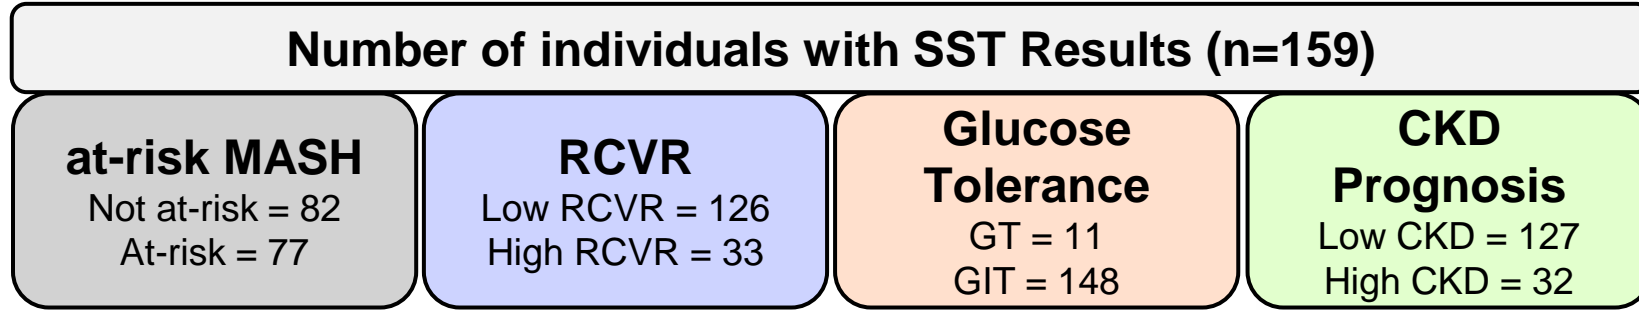 Number of individuals with SST Results (n=159)
at-risk MASH
Not at-risk = 82
At-risk = 77
RCVR
Low RCVR = 126
High RCVR = 33
Glucose
Tolerance
GT = 11
GIT = 148
CKD
Prognosis
Low CKD = 127
High CKD = 32